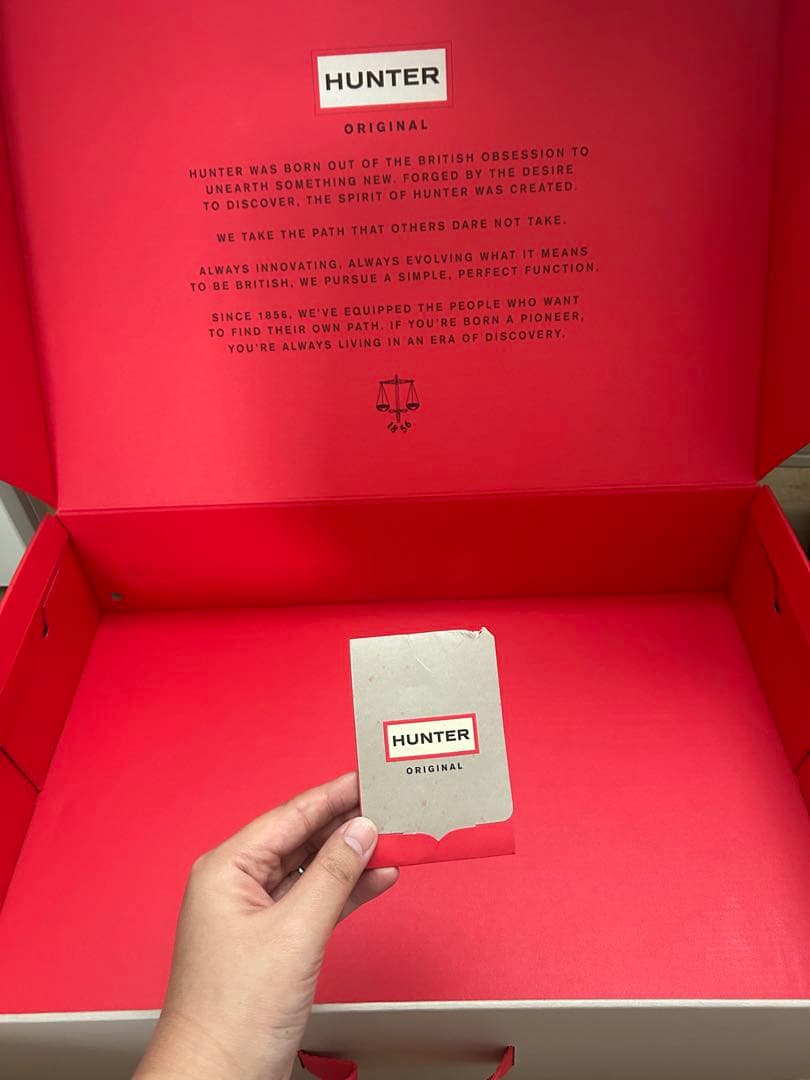 HUNTER
ORIGINAL
HUNTER WAS BORN OUT OF THE BRITISH OBSESSION TO
UNEARTH SOMETHING NEW. FORGED BY THE DESIRE
TO DISCOVER, THE SPIRIT OF HUNTER WAS CREATED.
WE TAKE THE PATH THAT OTHERS DARE NOT TAKE.
ALWAYS INNOVATING, ALWAYS EVOLVING WHAT IT MEANS
TO BE BRITISH, WE PURSUE A SIMPLE, PERFECT FUNCTION.
SINCE 1856, WE'VE EQUIPPED THE PEOPLE WHO WANT
TO FIND THEIR OWN PATH. IF YOU'RE BORN A PIONEER,
YOU'RE ALWAYS LIVING IN AN ERA OF DISCOVERY.
1856
HUNTER
ORIGINAL